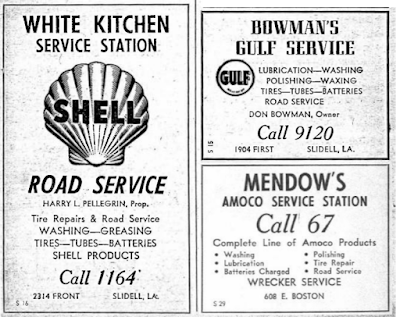 WHITE KITCHEN
SERVICE STATION
SHELL
ROAD SERVICE
HARRY L. PELLEGRIN, Prop.
Tire Repairs & Road Service
WASHING—GREASING
TIRES—TUBES—BATTERIES
SHELL PRODUCTS
Call 1164
2314 FRONT SLIDELL, LA.
S 16
BOWMAN'S
GULF SERVICE
GULF
LUBRICATION—WASHING
POLISHING—WAXING
TIRES—TUBES—BATTERIES
ROAD SERVICE
DON BOWMAN, Owner
Call 9120
1904 FIRST SLIDELL, LA.
S 15
MENDOW'S
AMOCO SERVICE STATION
Call 67
Complete Line of Amoco Products
• Washing • Polishing
• Lubrication • Tire Repair
• Batteries Charged • Road Service
WRECKER SERVICE
608 E. BOSTON
S 29